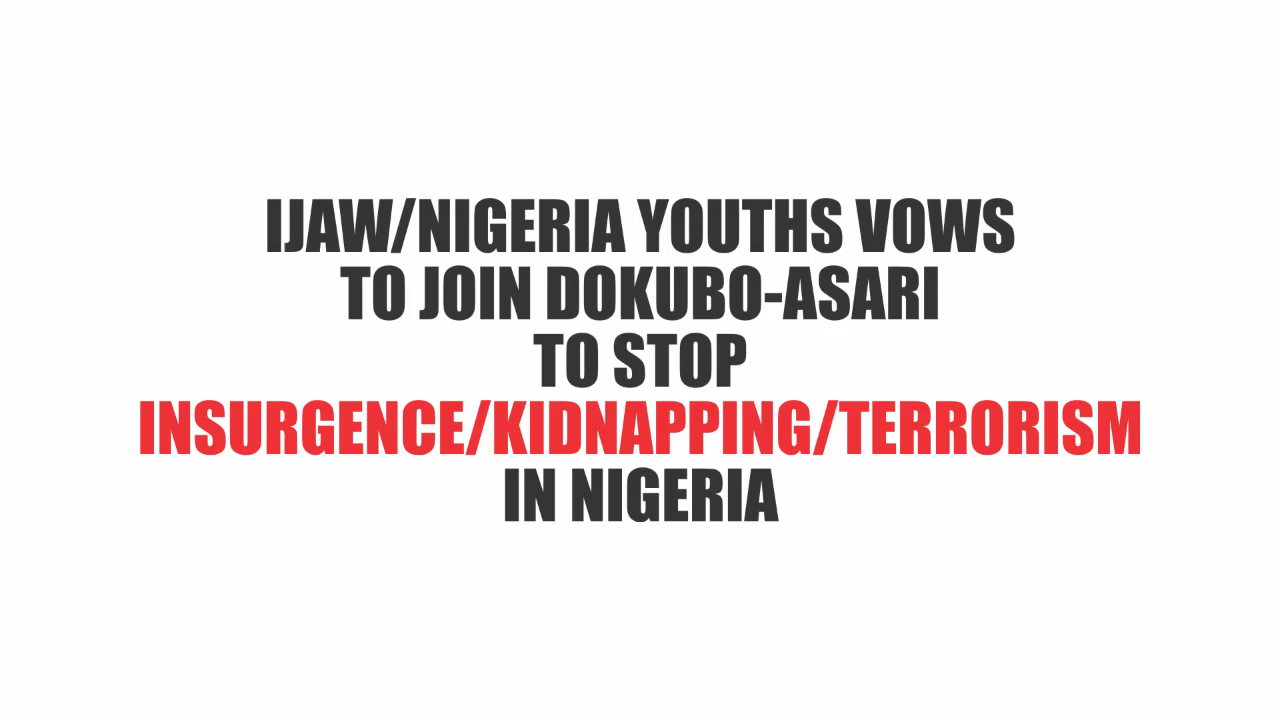 IJAW/NIGERIA YOUTHS VOWS
TO JOIN DOKUBO-ASARI
TO STOP
INSURGENCE/KIDNAPPING/TERRORISM
IN NIGERIA